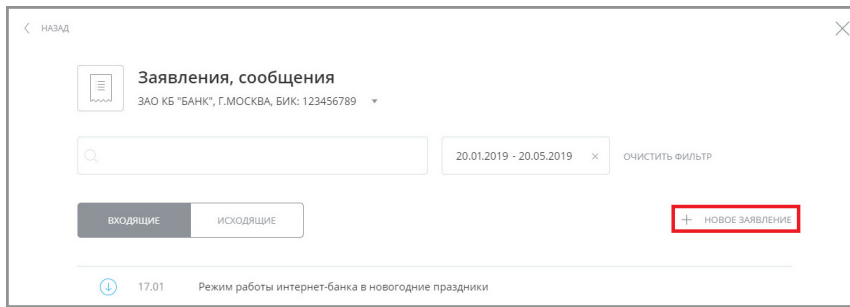 НАЗАД
Заявления, сообщения
ЗАО КБ "БАНК", Г.МОСКВА, БИК: 123456789
20.01.2019 - 20.05.2019 × ОЧИСТИТЬ ФИЛЬТР
ВХОДЯЩИЕ ИСХОДЯЩИЕ + НОВОЕ ЗАЯВЛЕНИЕ
17.01 Режим работы интернет-банка в новогодние праздники